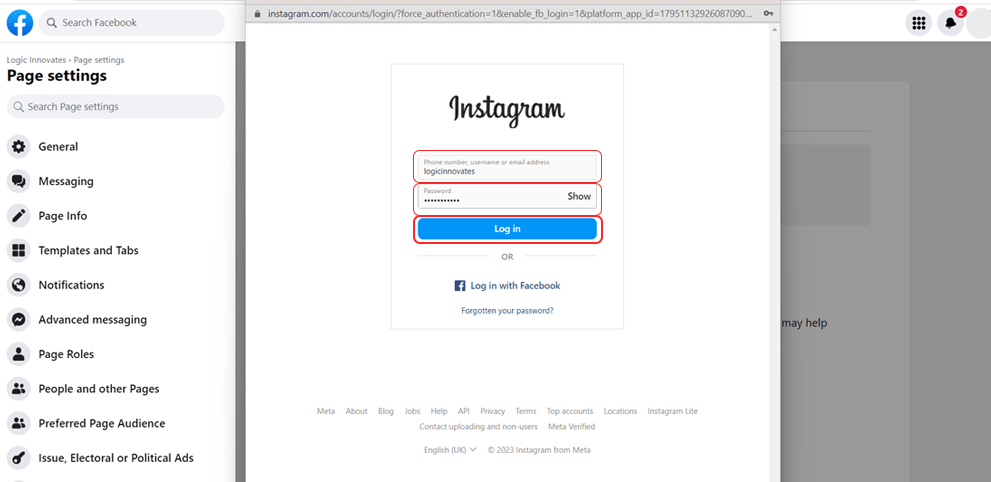 instagram.com/accounts/login/?force_authentication=1&enable_fb_login=1&platform_app_id=17951132926087090...
Search Facebook
2
Logic Innovates › Page settings
Page settings
Search Page settings
General
Messaging
Page Info
Templates and Tabs
Notifications
Advanced messaging
Page Roles
People and other Pages
Preferred Page Audience
Issue, Electoral or Political Ads
Instagram
Phone number, username or email address
logicinnovates
Password
•••••••••••
Show
Log in
OR
Log in with Facebook
Forgotten your password?
may help
Meta About Blog Jobs Help API Privacy Terms Top accounts Locations Instagram Lite
Contact uploading and non-users Meta Verified
English (UK) © 2023 Instagram from Meta